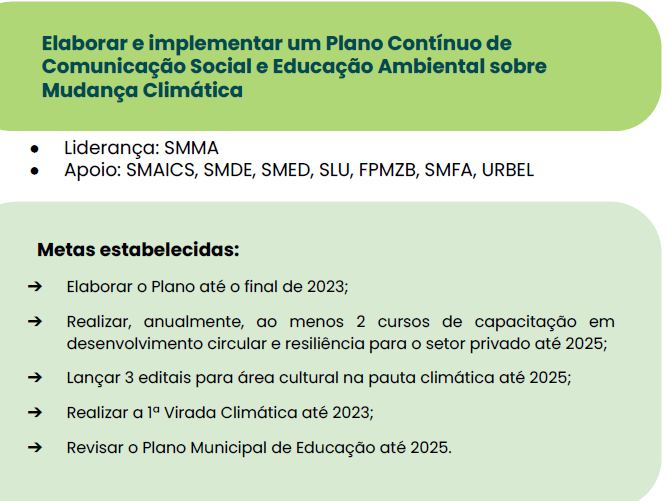 Elaborar e implementar um Plano Contínuo de
Comunicação Social e Educação Ambiental sobre
Mudança Climática
● Liderança: SMMA
● Apoio: SMAICS, SMDE, SMED, SLU, FPMZB, SMFA, URBEL
Metas estabelecidas:
➔ Elaborar o Plano até o final de 2023;
➔ Realizar, anualmente, ao menos 2 cursos de capacitação em
desenvolvimento circular e resiliência para o setor privado até 2025;
➔ Lançar 3 editais para área cultural na pauta climática até 2025;
➔ Realizar a 1ª Virada Climática até 2023;
➔ Revisar o Plano Municipal de Educação até 2025.